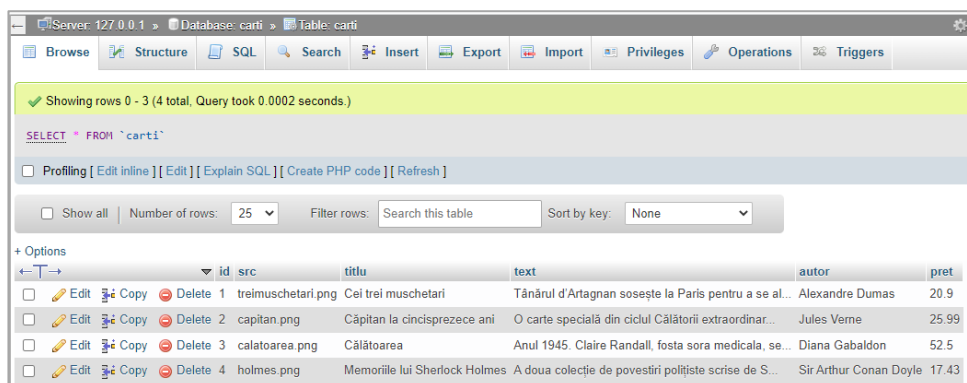 Server: 127.0.0.1 » Database: carti » Table: carti
Browse Structure SQL Search Insert Export Import Privileges Operations Triggers
Showing rows 0 - 3 (4 total, Query took 0.0002 seconds.)
SELECT * FROM `carti`
Profiling [ Edit inline ] [ Edit ] [ Explain SQL ] [ Create PHP code ] [ Refresh ]
Show all | Number of rows: 25 Filter rows: Search this table Sort by key: None
+ Options
←T→ id src titlu text autor pret
Edit Copy Delete 1 treimuschetari.png Cei trei muschetari Tânărul d’Artagnan sosește la Paris pentru a se al... Alexandre Dumas 20.9
Edit Copy Delete 2 capitan.png Căpitan la cincisprezece ani O carte specială din ciclul Călătorii extraordinar... Jules Verne 25.99
Edit Copy Delete 3 calatoarea.png Călătoarea Anul 1945. Claire Randall, fosta sora medicala, se... Diana Gabaldon 52.5
Edit Copy Delete 4 holmes.png Memoriile lui Sherlock Holmes A doua colecție de povestiri polițiste scrise de S... Sir Arthur Conan Doyle 17.43